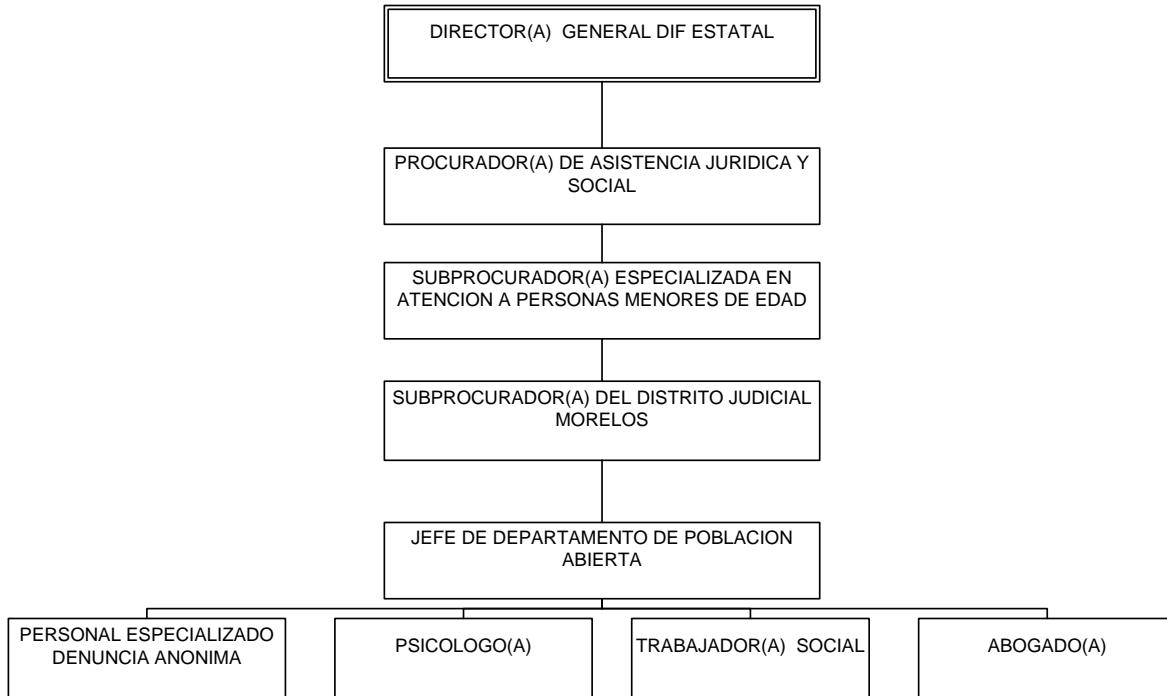 DIRECTOR(A)  GENERAL DIF ESTATAL
PROCURADOR(A) DE ASISTENCIA JURIDICA Y
SOCIAL
SUBPROCURADOR(A) ESPECIALIZADA EN
ATENCION A PERSONAS MENORES DE EDAD
SUBPROCURADOR(A) DEL DISTRITO JUDICIAL
MORELOS
JEFE DE DEPARTAMENTO DE POBLACION
ABIERTA
PERSONAL ESPECIALIZADO
DENUNCIA ANONIMA
PSICOLOGO(A)
TRABAJADOR(A)  SOCIAL
ABOGADO(A)